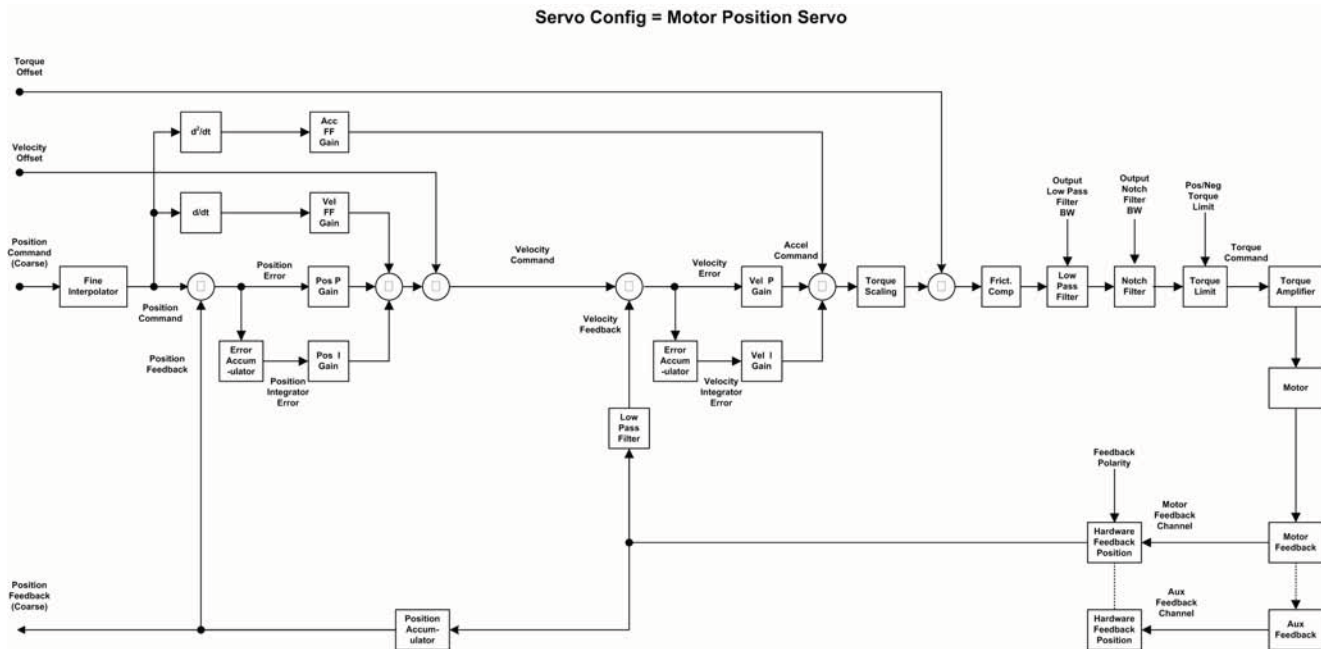 Servo Config = Motor Position Servo
Torque
Offset
d²/dt
Acc
FF
Gain
Velocity
Offset
d/dt
Vel
FF
Gain
Output
Low Pass
Filter
BW
Output
Notch
Filter
BW
Pos/Neg
Torque
Limit
Position
Command
(Coarse)
Fine
Interpolator
Position
Command
Position
Error
Pos P
Gain
Velocity
Command
Velocity
Error
Vel P
Gain
Accel
Command
Torque
Scaling
Frict.
Comp
Low
Pass
Filter
Notch
Filter
Torque
Limit
Torque
Command
Torque
Amplifier
Position
Feedback
Error
Accum
-ulator
Position
Integrator
Error
Pos I
Gain
Velocity
Feedback
Error
Accum
-ulator
Velocity
Integrator
Error
Vel I
Gain
Motor
Low
Pass
Filter
Feedback
Polarity
Motor
Feedback
Channel
Hardware
Feedback
Position
Motor
Feedback
Position
Feedback
(Coarse)
Position
Accum-
ulator
Aux
Feedback
Channel
Hardware
Feedback
Position
Aux
Feedback